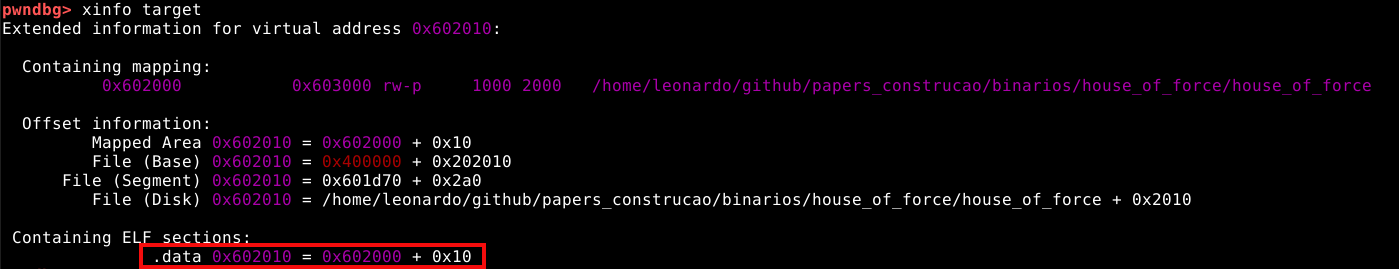 pwndbg> xinfo target
Extended information for virtual address 0x602010:
Containing mapping:
0x602000 0x603000 rw-p 1000 2000 /home/leonardo/github/papers_construcao/binarios/house_of_force/house_of_force
Offset information:
Mapped Area 0x602010 = 0x602000 + 0x10
File (Base) 0x602010 = 0x400000 + 0x202010
File (Segment) 0x602010 = 0x601d70 + 0x2a0
File (Disk) 0x602010 = /home/leonardo/github/papers_construcao/binarios/house_of_force/house_of_force + 0x2010
Containing ELF sections:
.data 0x602010 = 0x602000 + 0x10